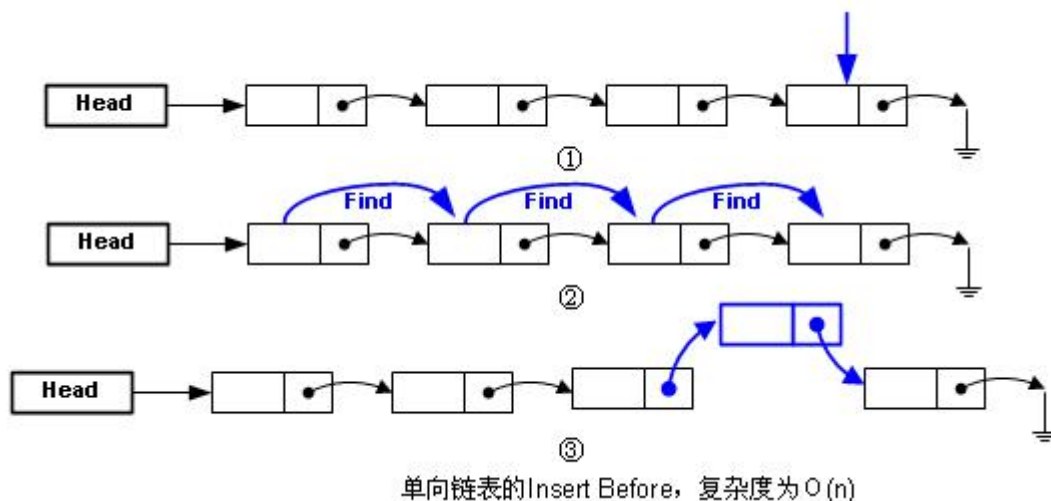 Head
①
Find Find Find
Head
②
Head
③
单向链表的Insert Before，复杂度为O(n)